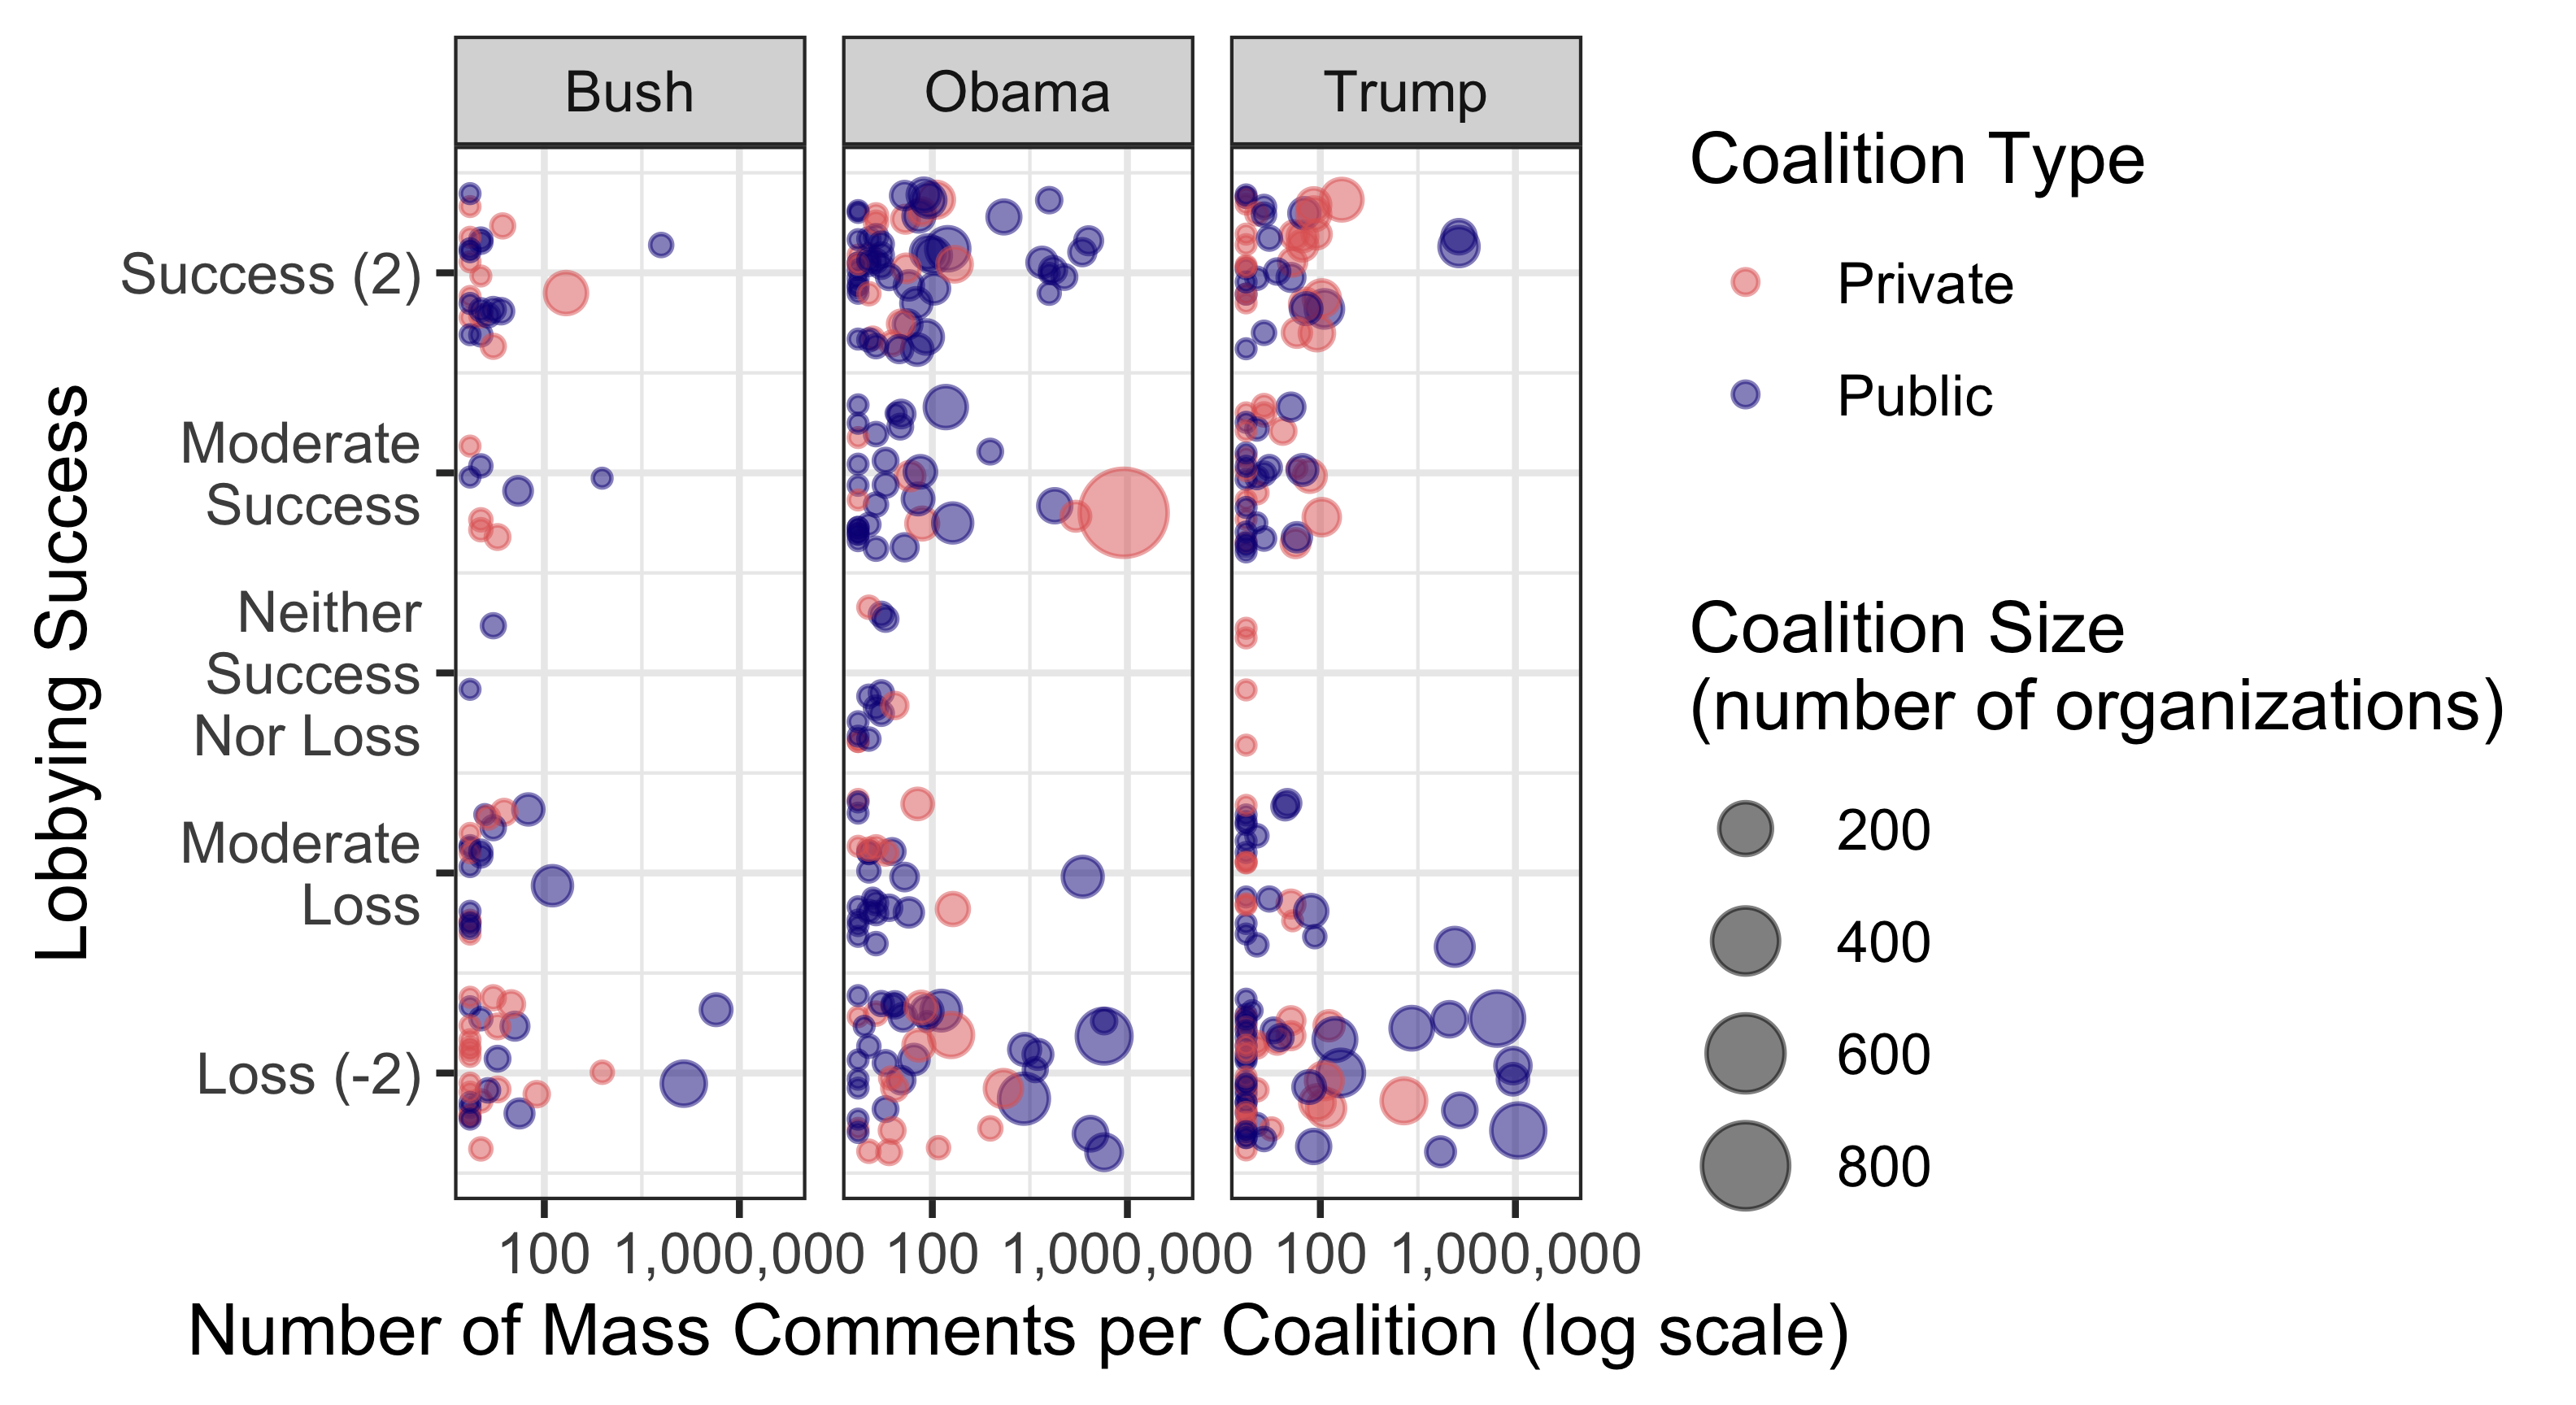 Bush
Obama
Trump
Lobbying Success
Success (2)
Moderate
Success
Neither
Success
Nor Loss
Moderate
Loss
Loss (-2)
100
1,000,000
100
1,000,000
100
1,000,000
Number of Mass Comments per Coalition (log scale)
Coalition Type
Private
Public
Coalition Size
(number of organizations)
200
400
600
800